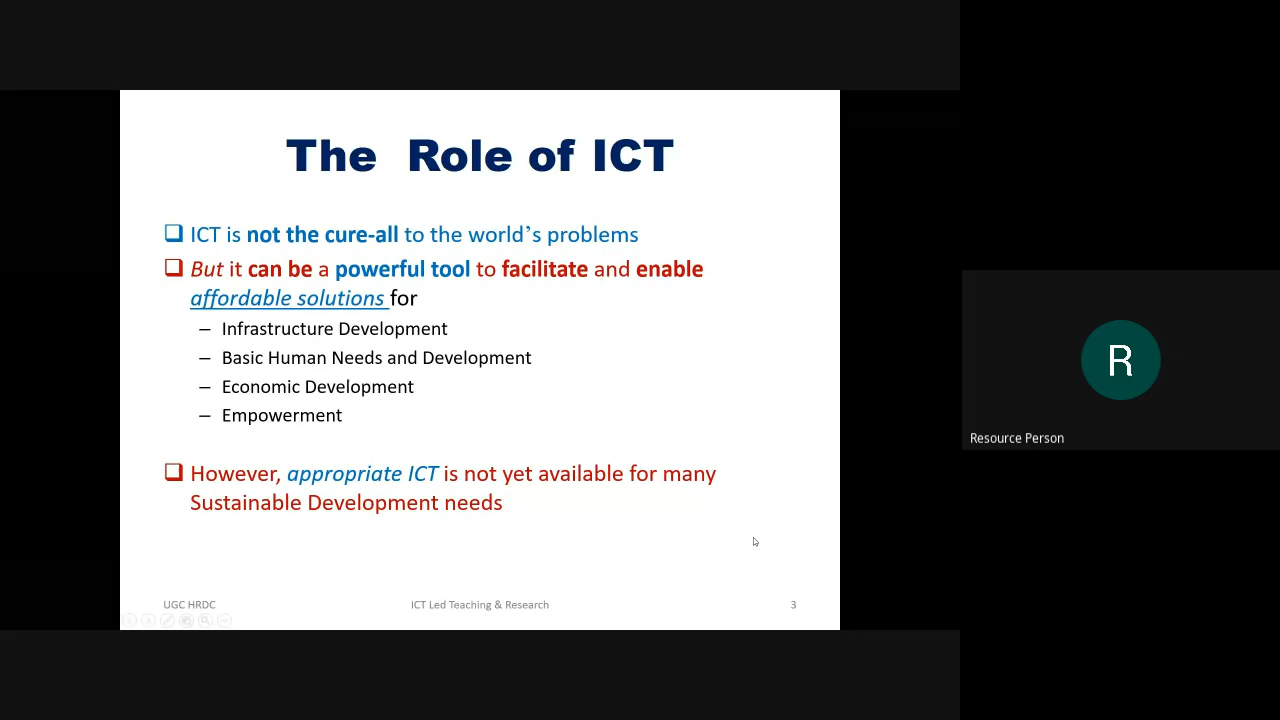 The Role of ICT
ICT is not the cure-all to the world's problems
But it can be a powerful tool to facilitate and enable
affordable solutions for
– Infrastructure Development
– Basic Human Needs and Development
– Economic Development
– Empowerment
However, appropriate ICT is not yet available for many
Sustainable Development needs
UGC HRDC
ICT Led Teaching & Research
3
R
Resource Person